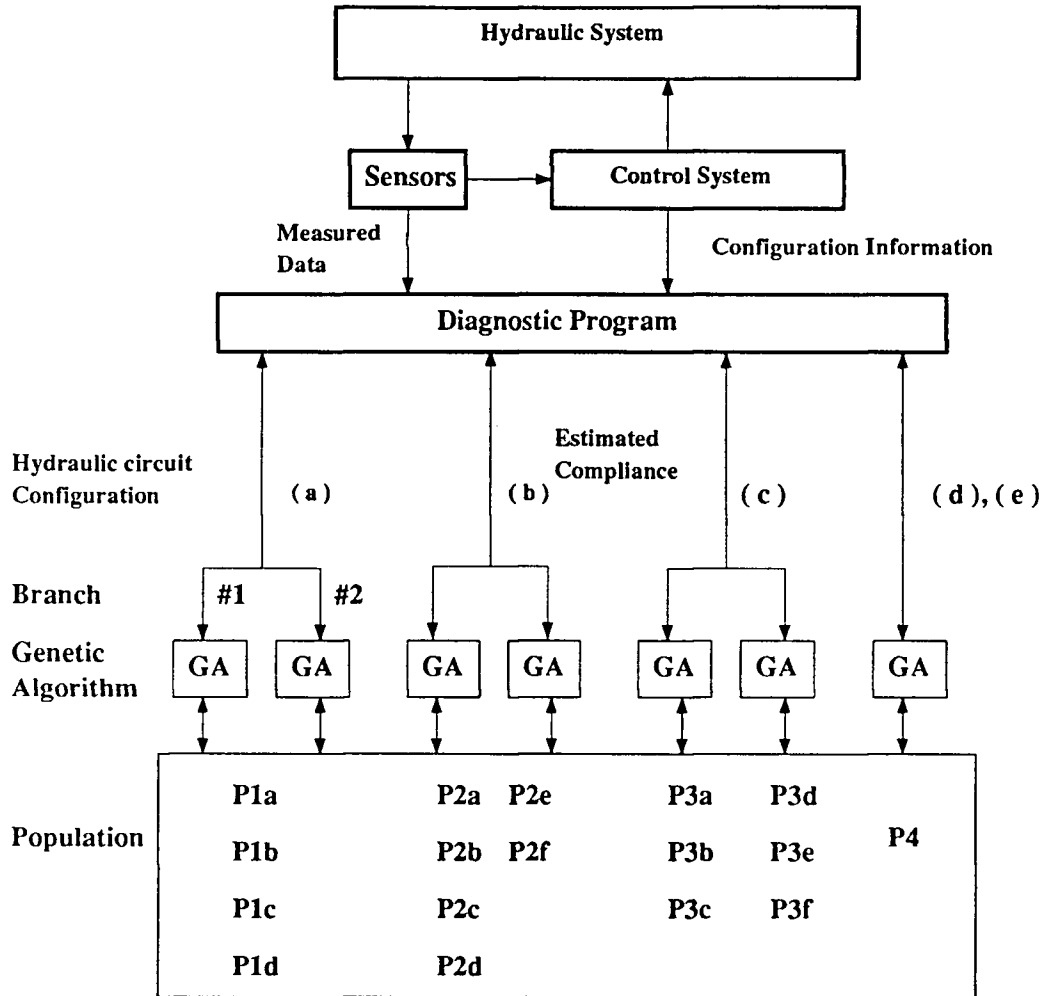 Hydraulic System
Sensors
Control System
Measured
Data
Configuration Information
Diagnostic Program
Hydraulic circuit
Configuration
Estimated
Compliance
( a )
( b )
( c )
( d ), ( e )
Branch
#1
#2
Genetic
Algorithm
GA
GA
GA
GA
GA
GA
GA
Population
P1a
P2a
P2e
P3a
P3d
P4
P1b
P2b
P2f
P3b
P3e
P1c
P2c
P3c
P3f
P1d
P2d